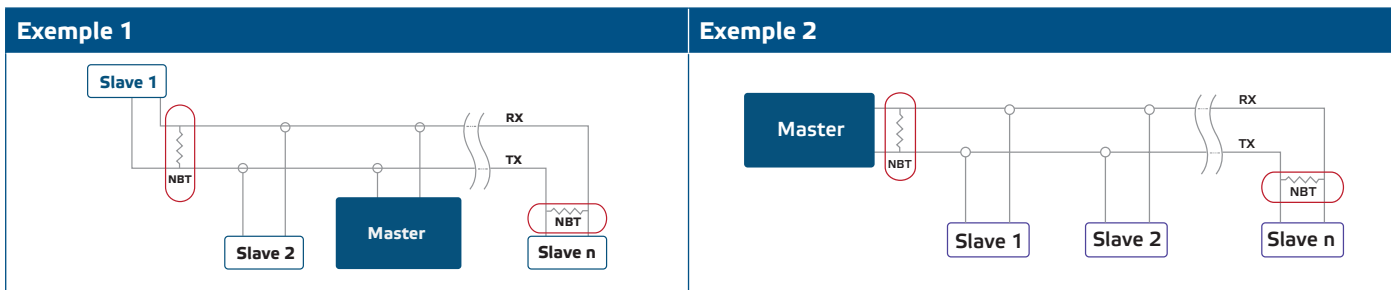 Exemple 1
Slave 1
RX
TX
NBT
NBT
Slave 2
Master
Slave n
Exemple 2
Master
RX
TX
NBT
NBT
Slave 1
Slave 2
Slave n